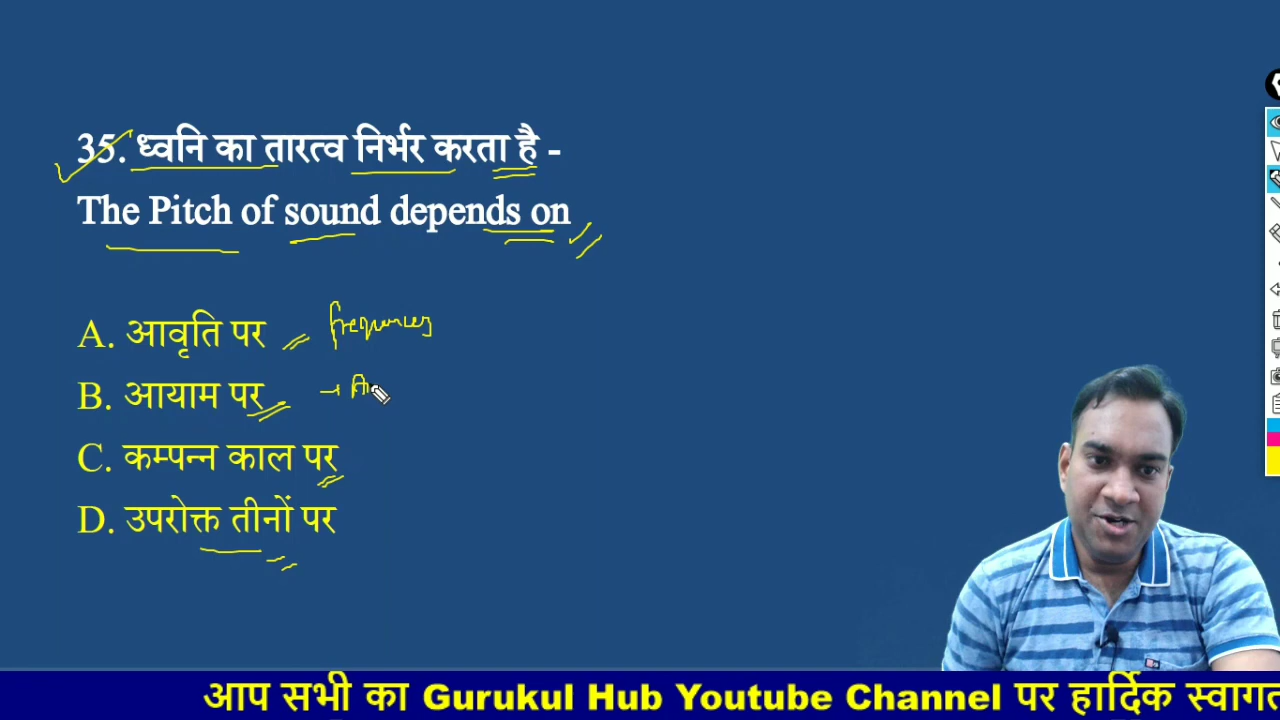 35. ध्वनि का तारत्व निर्भर करता है -
The Pitch of sound depends on
A. आवृति पर frequency
B. आयाम पर
C. कम्पन्न काल पर
D. उपरोक्त तीनों पर
आप सभी का Gurukul Hub Youtube Channel पर हार्दिक स्वागत